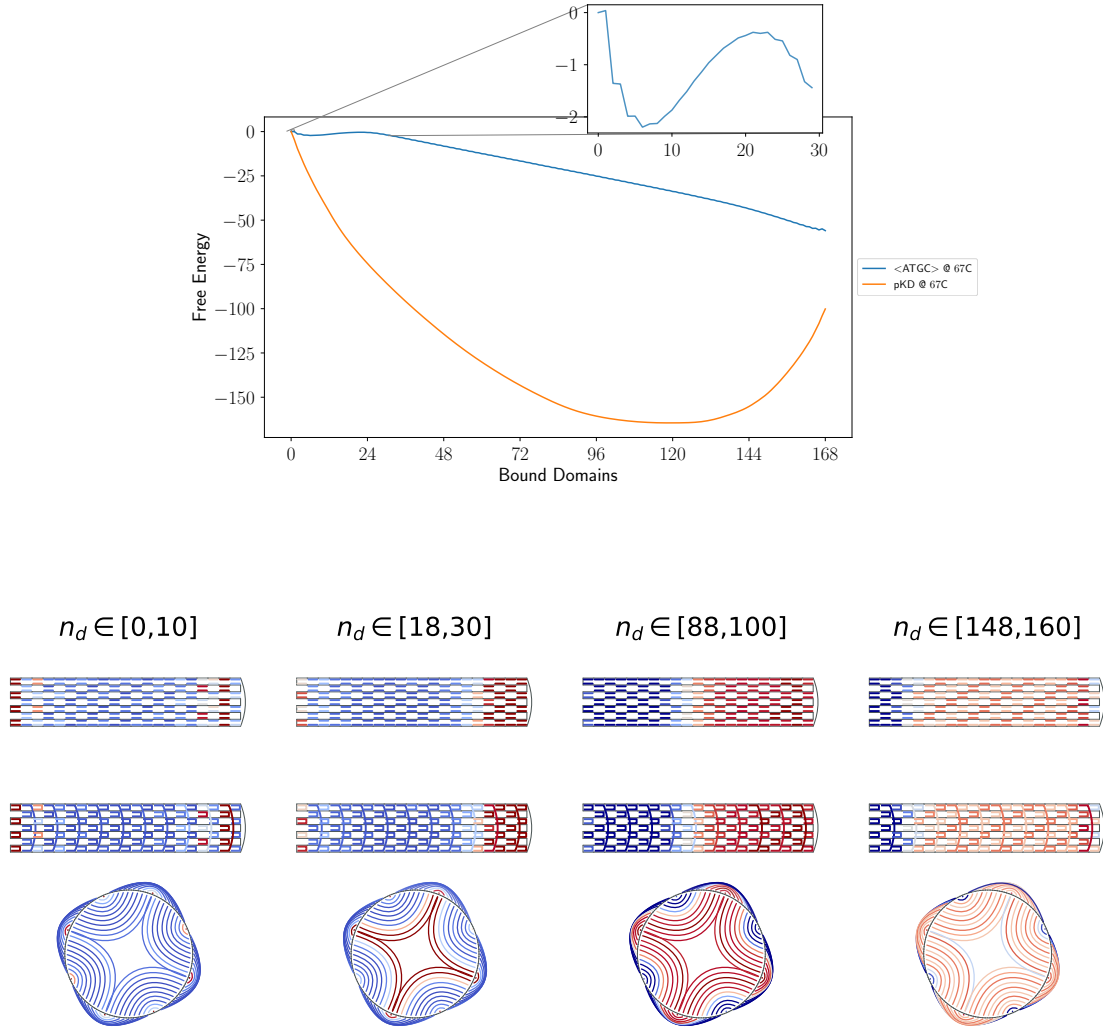 0
−1
−2
0 10 20 30
0
−25
−50
−75
−100
−125
−150
Free Energy
0 24 48 72 96 120 144 168
Bound Domains
<ATGC> @ 67C
pKD @ 67C
n_d ∈ [0,10] n_d ∈ [18,30] n_d ∈ [88,100] n_d ∈ [148,160]